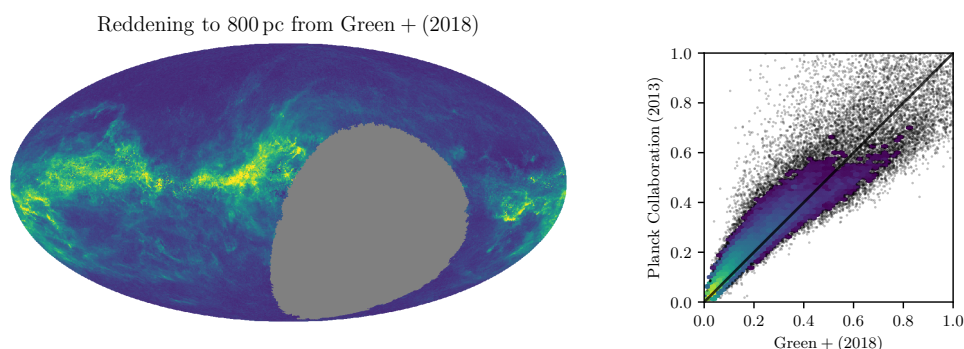 Reddening to 800 pc from Green + (2018)
Planck Collaboration (2013)
1.0
0.8
0.6
0.4
0.2
0.0
0.0 0.2 0.4 0.6 0.8 1.0
Green + (2018)